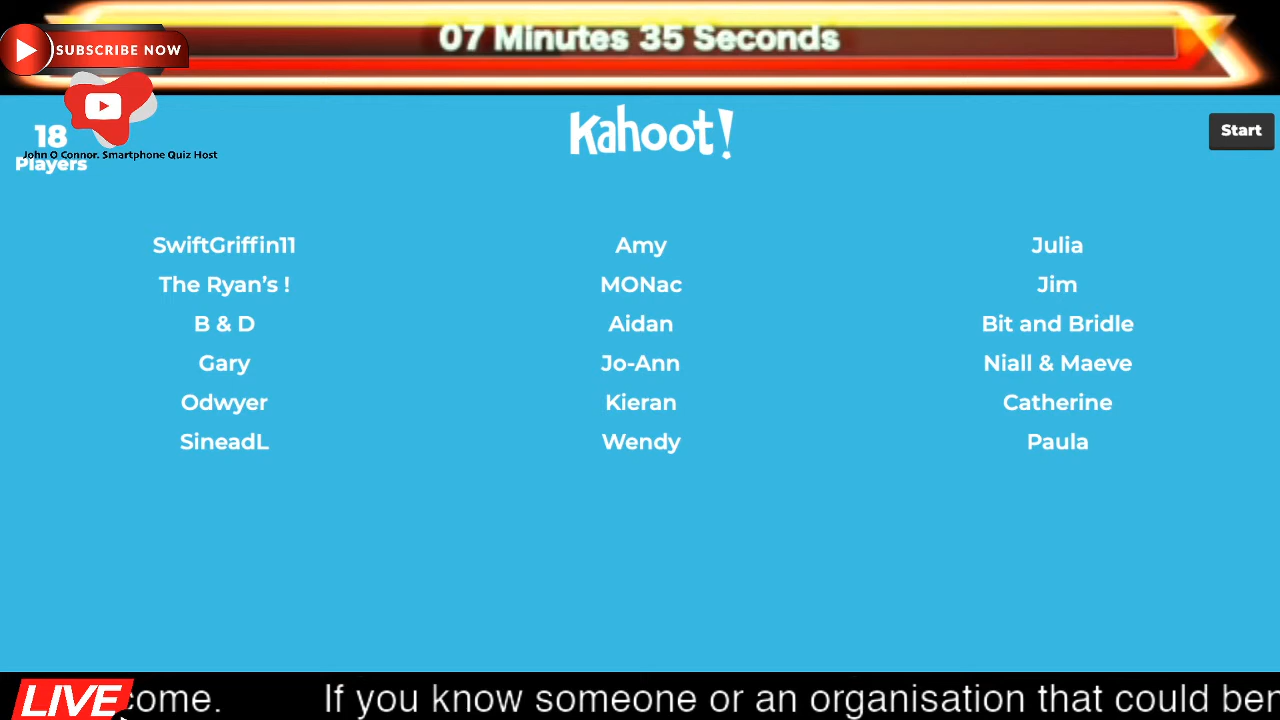 07 Minutes 35 Seconds
SUBSCRIBE NOW
Kahoot!
Start
18
John O Connor. Smartphone Quiz Host
Players
SwiftGriffin11 Amy Julia
The Ryan’s ! MONac Jim
B & D Aidan Bit and Bridle
Gary Jo-Ann Niall & Maeve
Odwyer Kieran Catherine
SineadL Wendy Paula
LIVE
If you know someone or an organisation that could